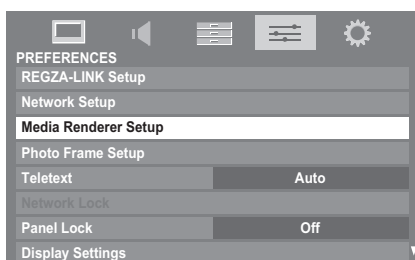 PREFERENCES
REGZA-LINK Setup
Network Setup
Media Renderer Setup
Photo Frame Setup
Teletext Auto
Network Lock
Panel Lock Off
Display Settings